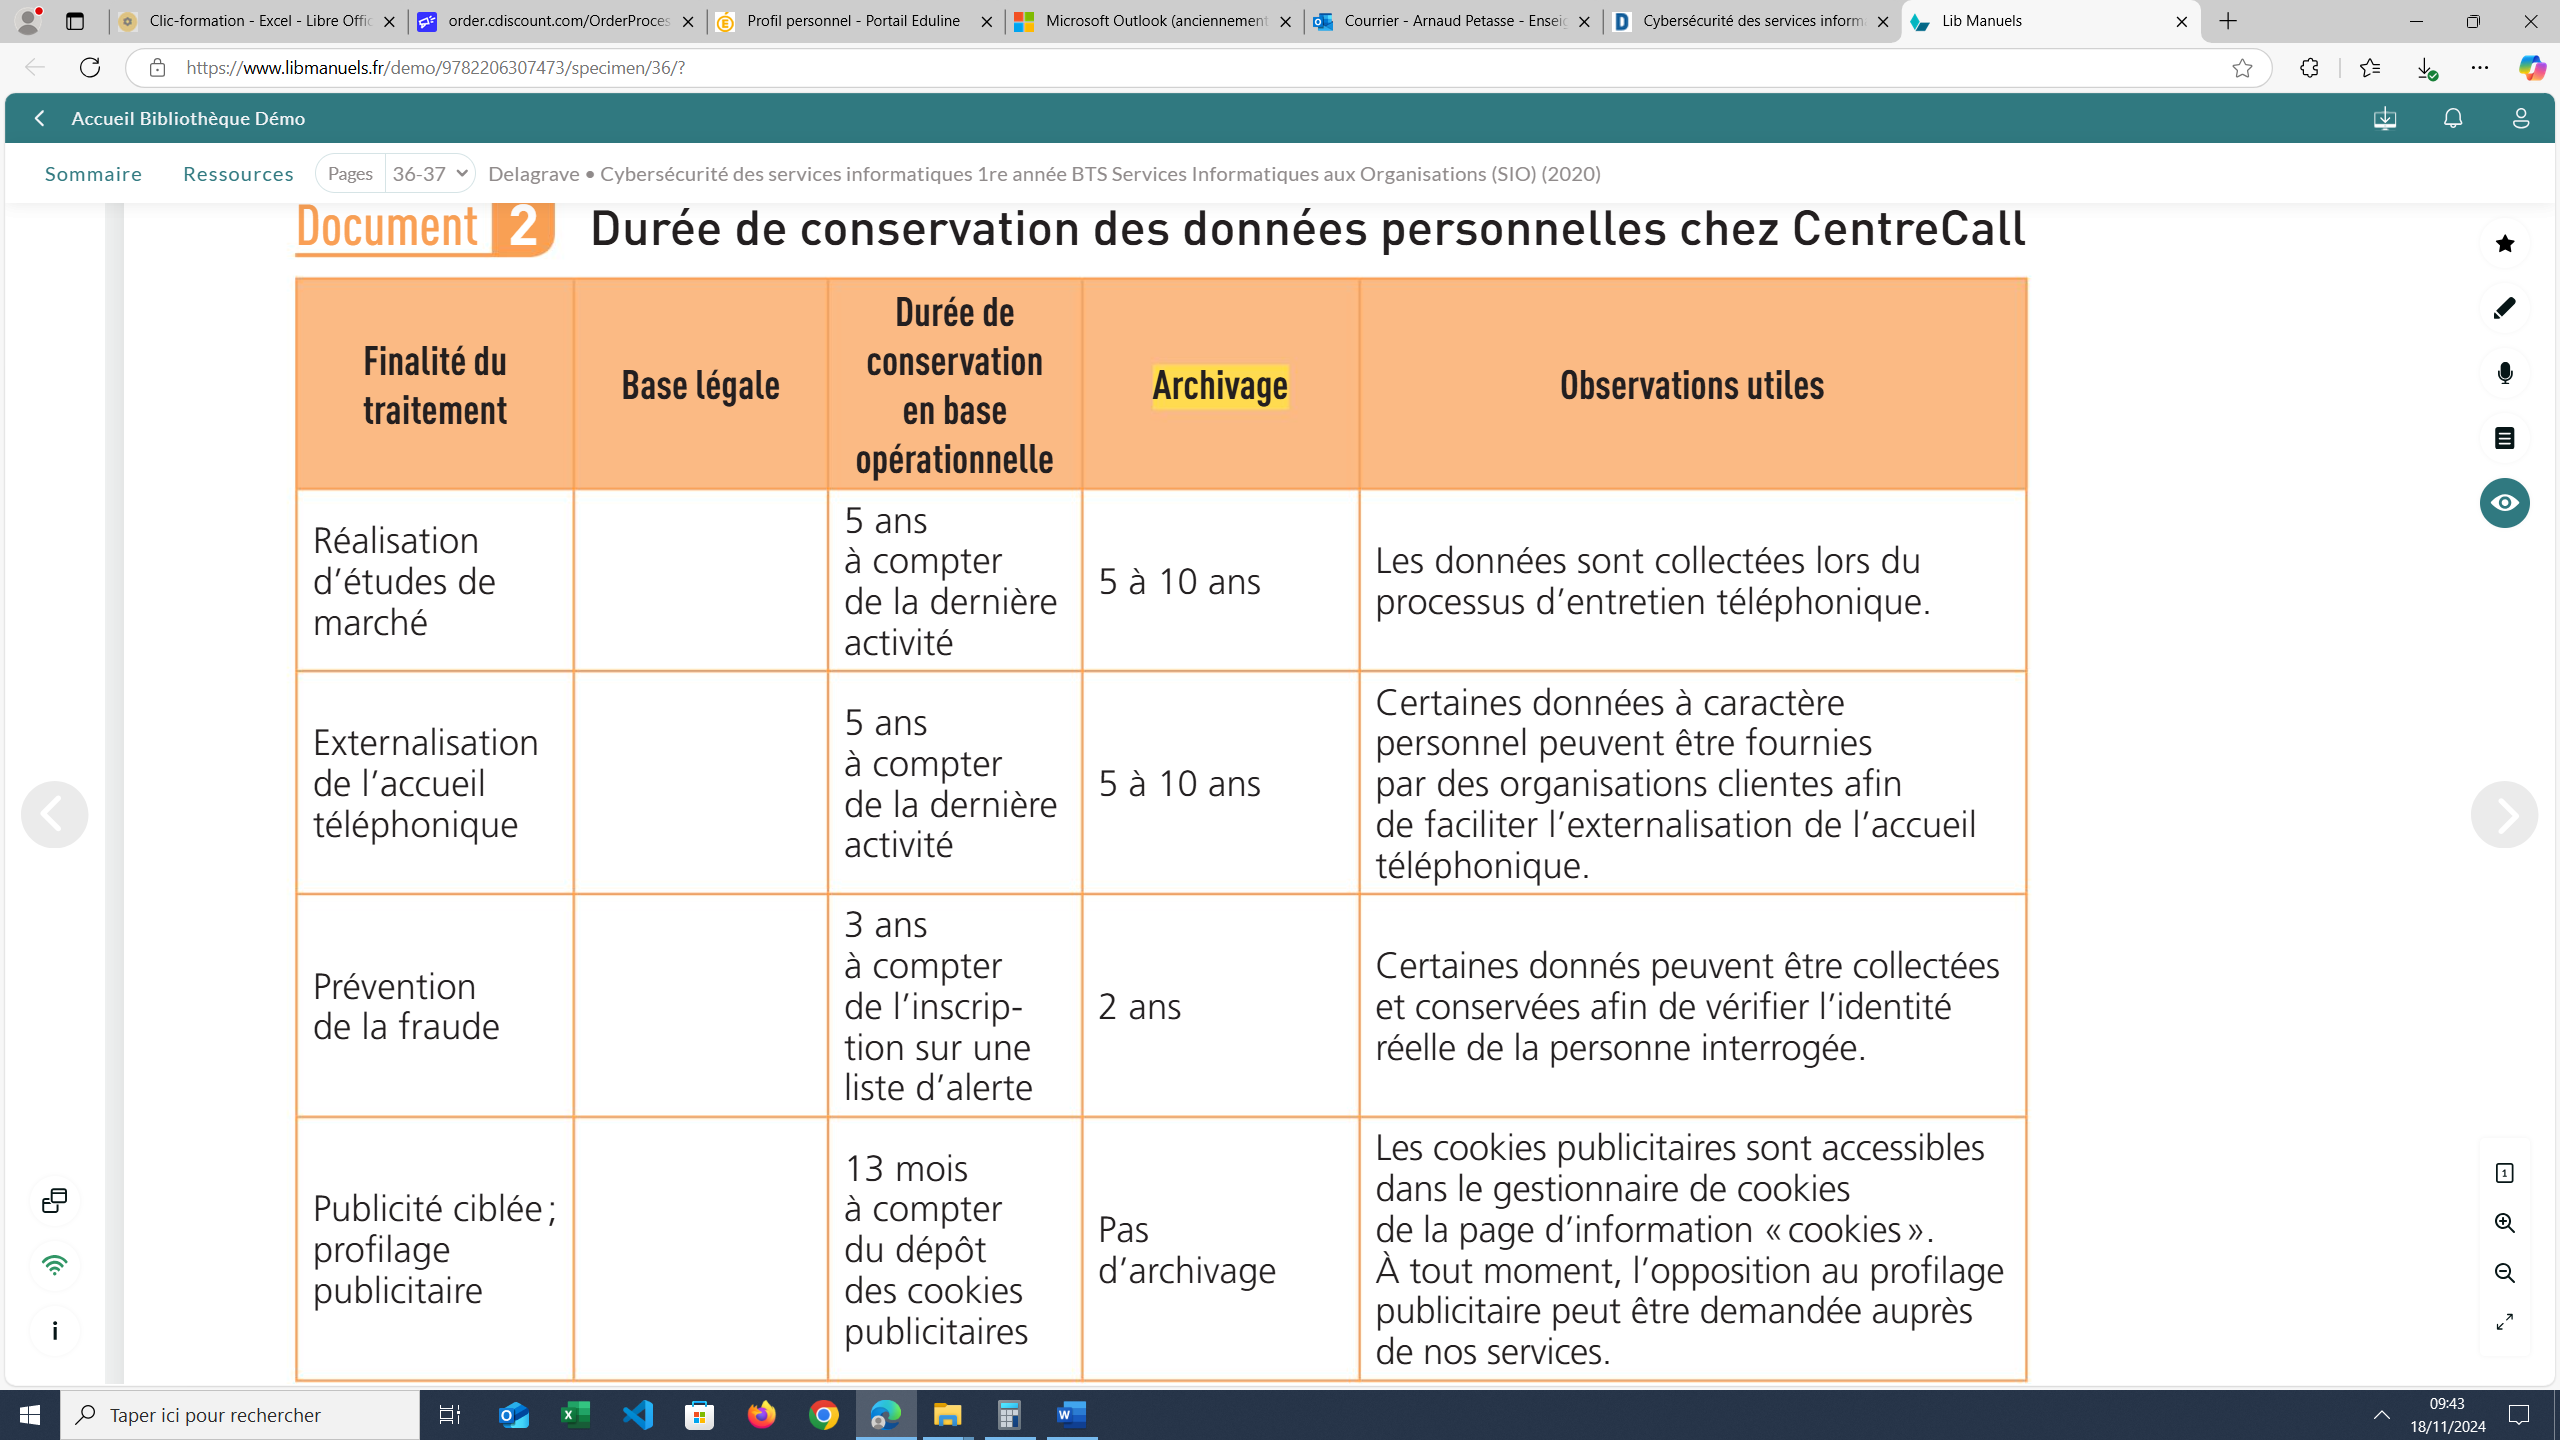 Clic-formation - Excel - Libre Offic
order.cdiscount.com/OrderProces
Profil personnel - Portail Eduline
Microsoft Outlook (anciennement
Courrier - Arnaud Petasse - Enseig
Cybersécurité des services informa
Lib Manuels
https://www.libmanuels.fr/demo/9782206307473/specimen/36/?
Accueil Bibliothèque Démo
Sommaire
Ressources
Pages
36-37
Delagrave • Cybersécurité des services informatiques 1re année BTS Services Informatiques aux Organisations (SIO) (2020)
Document 2
Durée de conservation des données personnelles chez CentreCall
Finalité du
traitement
Base légale
Durée de
conservation
en base
opérationnelle
Archivage
Observations utiles
Réalisation
d’études de
marché
5 ans
à compter
de la dernière
activité
5 à 10 ans
Les données sont collectées lors du
processus d’entretien téléphonique.
Externalisation
de l’accueil
téléphonique
5 ans
à compter
de la dernière
activité
5 à 10 ans
Certaines données à caractère
personnel peuvent être fournies
par des organisations clientes afin
de faciliter l’externalisation de l’accueil
téléphonique.
Prévention
de la fraude
3 ans
à compter
de l’inscrip-
tion sur une
liste d’alerte
2 ans
Certaines donnés peuvent être collectées
et conservées afin de vérifier l’identité
réelle de la personne interrogée.
Publicité ciblée ;
profilage
publicitaire
13 mois
à compter
du dépôt
des cookies
publicitaires
Pas
d’archivage
Les cookies publicitaires sont accessibles
dans le gestionnaire de cookies
de la page d’information « cookies ».
À tout moment, l’opposition au profilage
publicitaire peut être demandée auprès
de nos services.
1
Taper ici pour rechercher
09:43
18/11/2024